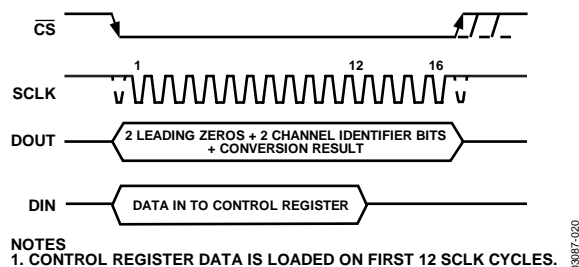 CS
1 12 16
SCLK
DOUT
2 LEADING ZEROS + 2 CHANNEL IDENTIFIER BITS
+ CONVERSION RESULT
DIN
DATA IN TO CONTROL REGISTER
NOTES
1. CONTROL REGISTER DATA IS LOADED ON FIRST 12 SCLK CYCLES.
03087-020